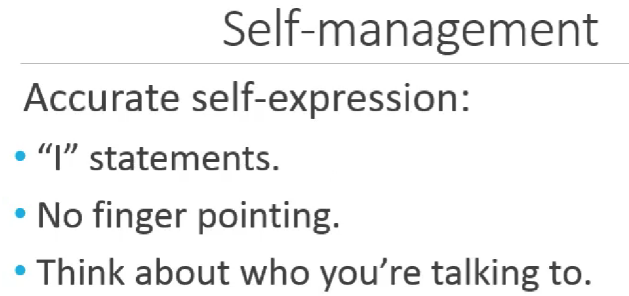 Self-management
Accurate self-expression:
• “I” statements.
• No finger pointing.
• Think about who you’re talking to.